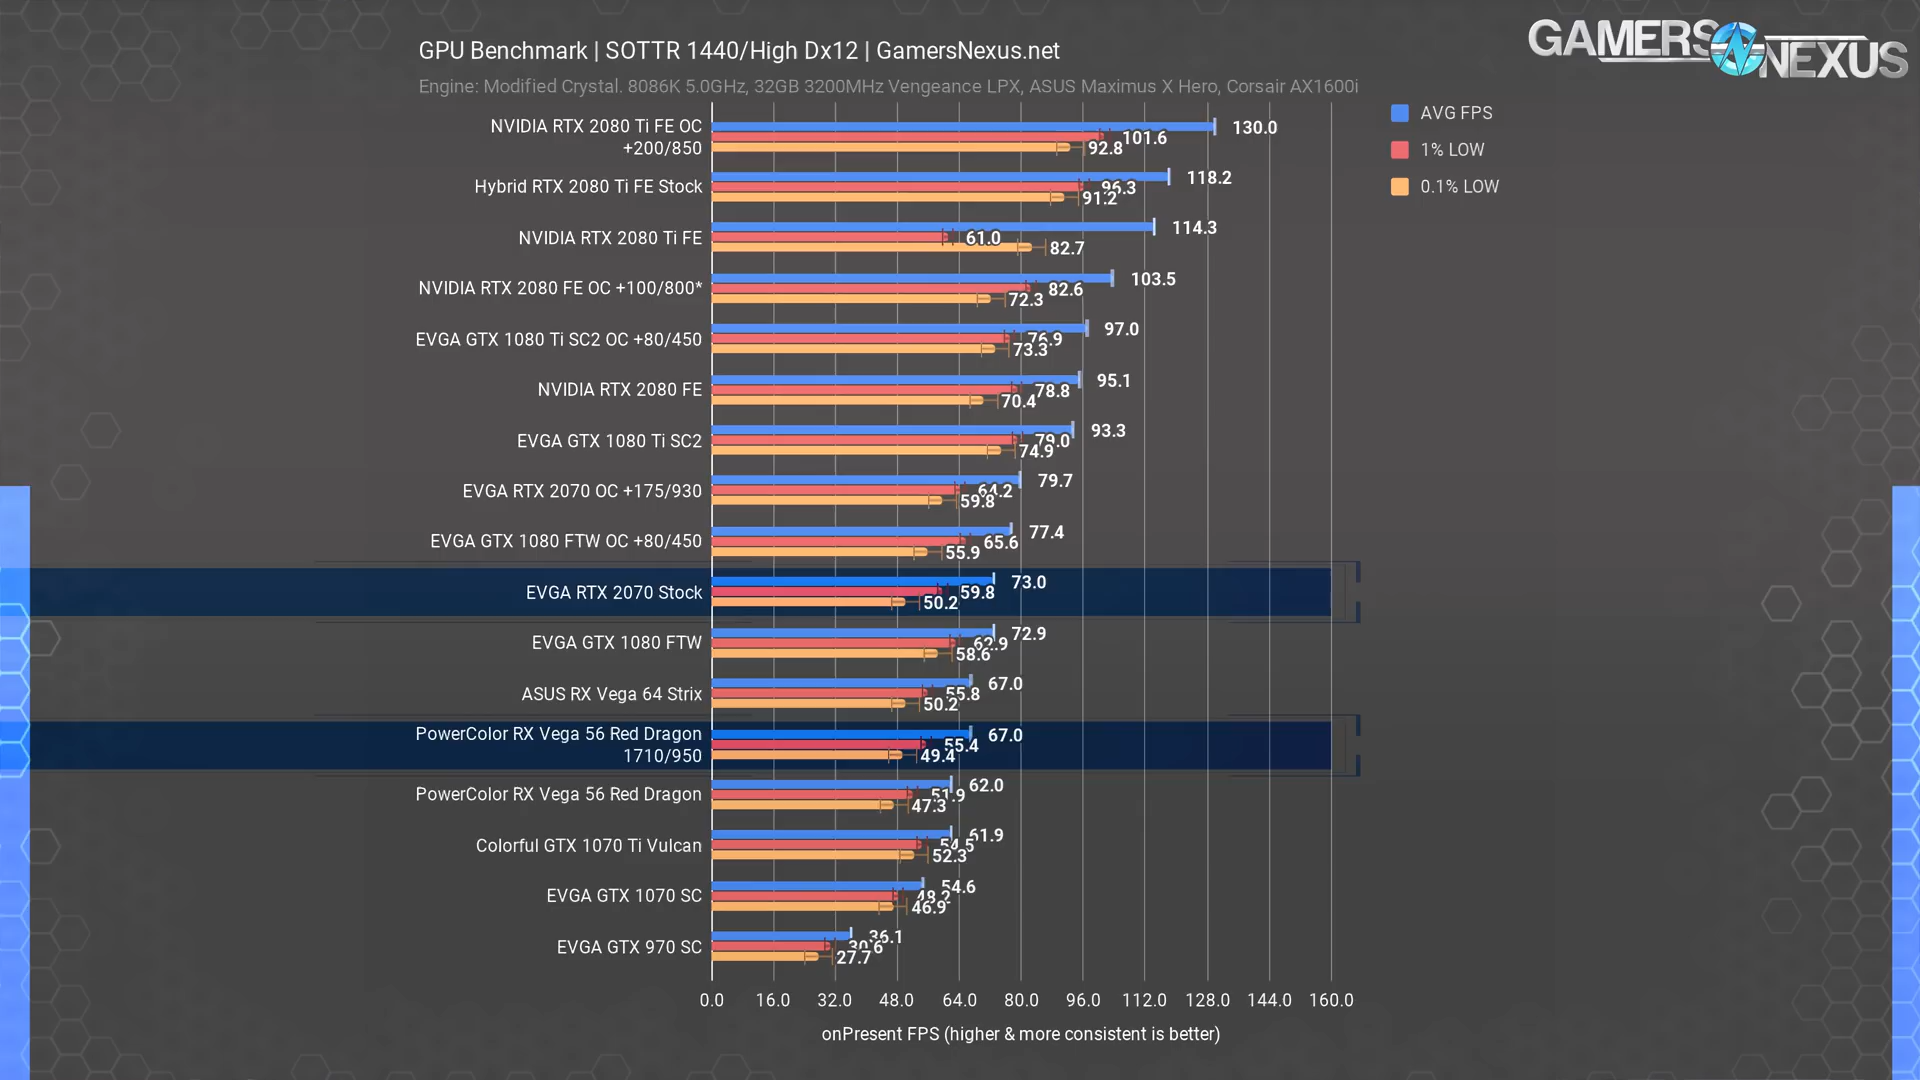 GAMERS NEXUS
GPU Benchmark | SOTTR 1440/High Dx12 | GamersNexus.net
Engine: Modified Crystal. 8086K 5.0GHz, 32GB 3200MHz Vengeance LPX, ASUS Maximus X Hero, Corsair AX1600i
AVG FPS
1% LOW
0.1% LOW
NVIDIA RTX 2080 Ti FE OC
+200/850
130.0
101.6
92.8
Hybrid RTX 2080 Ti FE Stock
118.2
96.3
91.2
NVIDIA RTX 2080 Ti FE
114.3
61.0
82.7
NVIDIA RTX 2080 FE OC +100/800*
103.5
82.6
72.3
EVGA GTX 1080 Ti SC2 OC +80/450
97.0
76.9
73.3
NVIDIA RTX 2080 FE
95.1
78.8
70.4
EVGA GTX 1080 Ti SC2
93.3
79.0
74.9
EVGA RTX 2070 OC +175/930
79.7
64.2
59.8
EVGA GTX 1080 FTW OC +80/450
77.4
65.6
55.9
EVGA RTX 2070 Stock
73.0
59.8
50.2
EVGA GTX 1080 FTW
72.9
62.9
58.6
ASUS RX Vega 64 Strix
67.0
55.8
50.2
PowerColor RX Vega 56 Red Dragon
1710/950
67.0
55.4
49.4
PowerColor RX Vega 56 Red Dragon
62.0
51.9
47.3
Colorful GTX 1070 Ti Vulcan
61.9
54.5
52.3
EVGA GTX 1070 SC
54.6
48.2
46.9
EVGA GTX 970 SC
36.1
30.6
27.7
0.0 16.0 32.0 48.0 64.0 80.0 96.0 112.0 128.0 144.0 160.0
onPresent FPS (higher & more consistent is better)